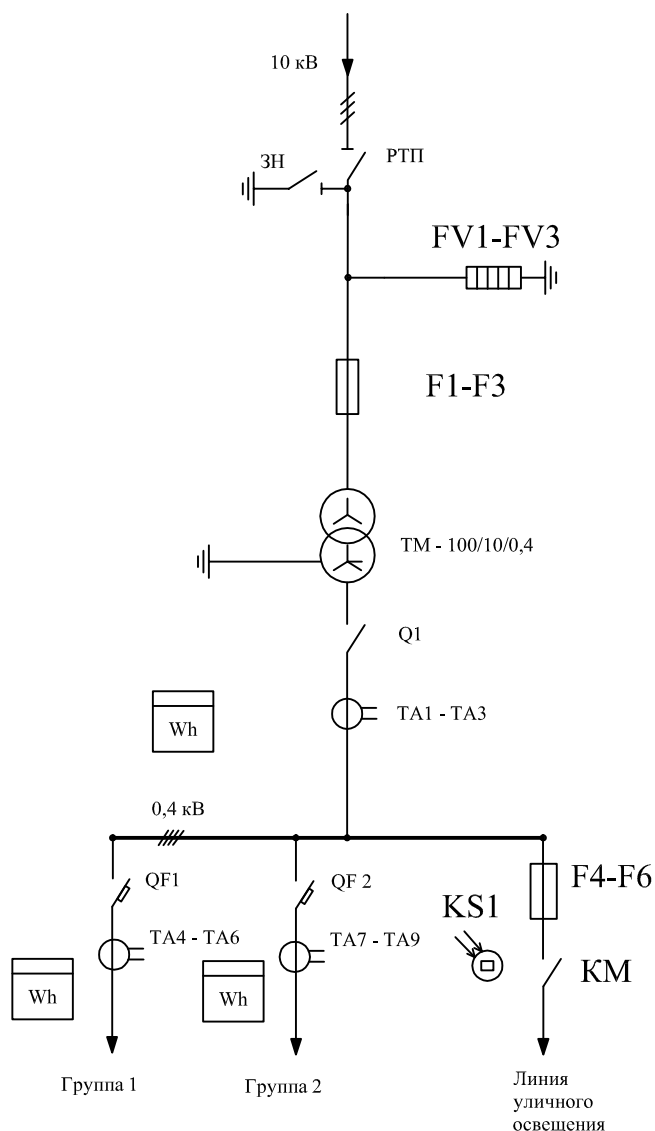 10 кВ
ЗН
РТП
FV1-FV3
F1-F3
ТМ - 100/10/0,4
Q1
Wh
TA1 - TA3
0,4 кВ
QF1
QF 2
F4-F6
KS1
TA4 - TA6
TA7 - TA9
КМ
Wh
Wh
Группа 1
Группа 2
Линия
уличного
освещения